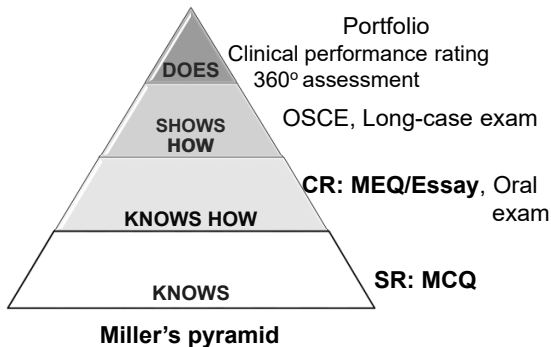 Portfolio
Clinical performance rating
360º assessment
DOES
OSCE, Long-case exam
SHOWS
HOW
CR: MEQ/Essay, Oral
exam
KNOWS HOW
SR: MCQ
KNOWS
Miller's pyramid